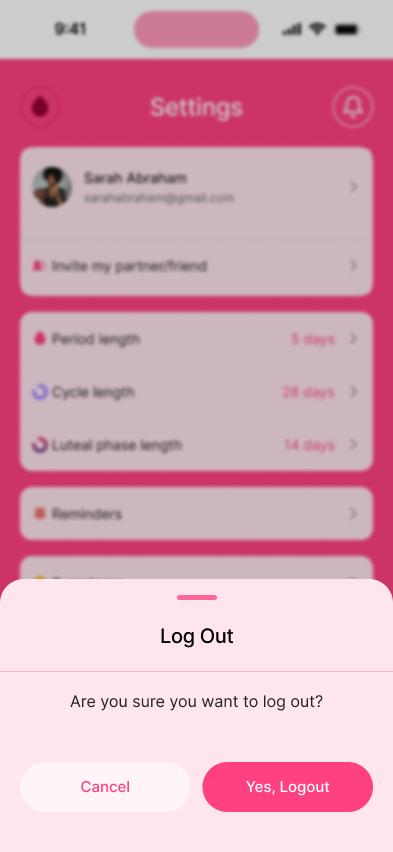 9:41
Settings
Sarah Abraham
sarahabraham@gmail.com
Invite my partner/friend
Period length 5 days
Cycle length 28 days
Luteal phase length 14 days
Reminders
Log Out
Are you sure you want to log out?
Cancel Yes, Logout